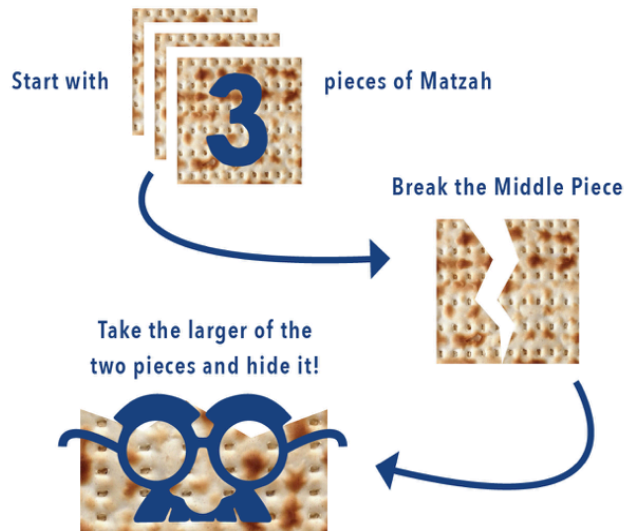 Start with 3 pieces of Matzah
Break the Middle Piece
Take the larger of the
two pieces and hide it!